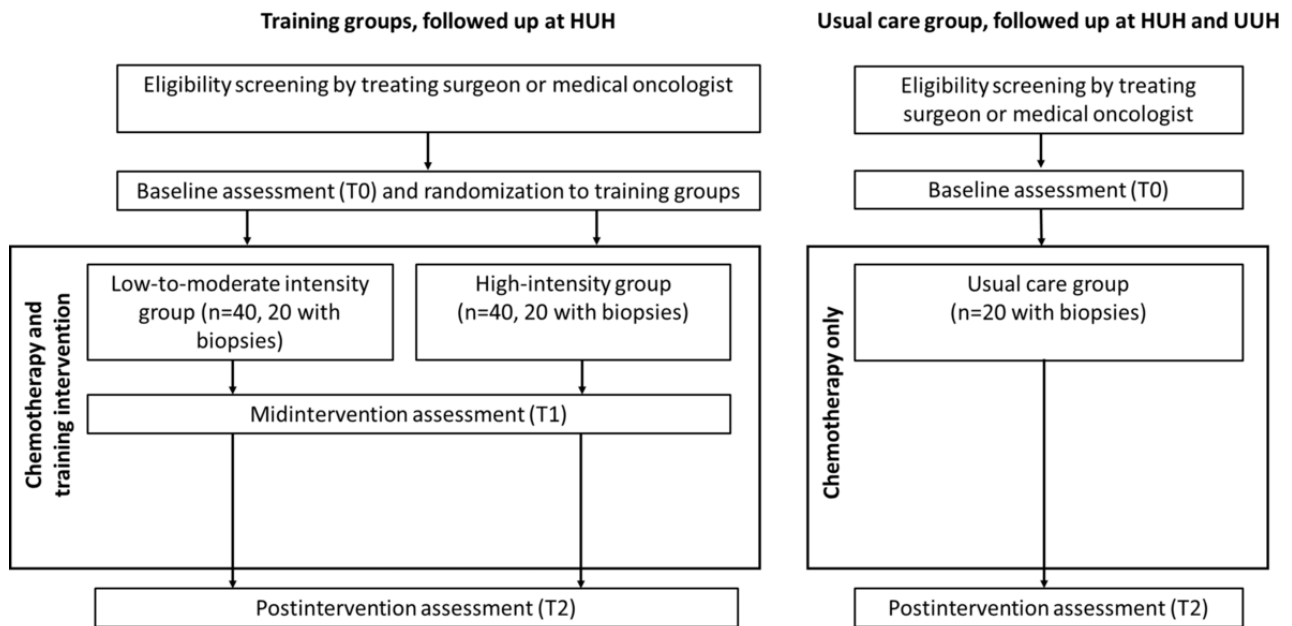 Training groups, followed up at HUH
Usual care group, followed up at HUH and UUH
Eligibility screening by treating surgeon or medical oncologist
Eligibility screening by treating
surgeon or medical oncologist
Baseline assessment (T0) and randomization to training groups
Baseline assessment (T0)
Chemotherapy and
training intervention
Low-to-moderate intensity
group (n=40, 20 with
biopsies)
High-intensity group
(n=40, 20 with biopsies)
Chemotherapy only
Usual care group
(n=20 with biopsies)
Midintervention assessment (T1)
Postintervention assessment (T2)
Postintervention assessment (T2)